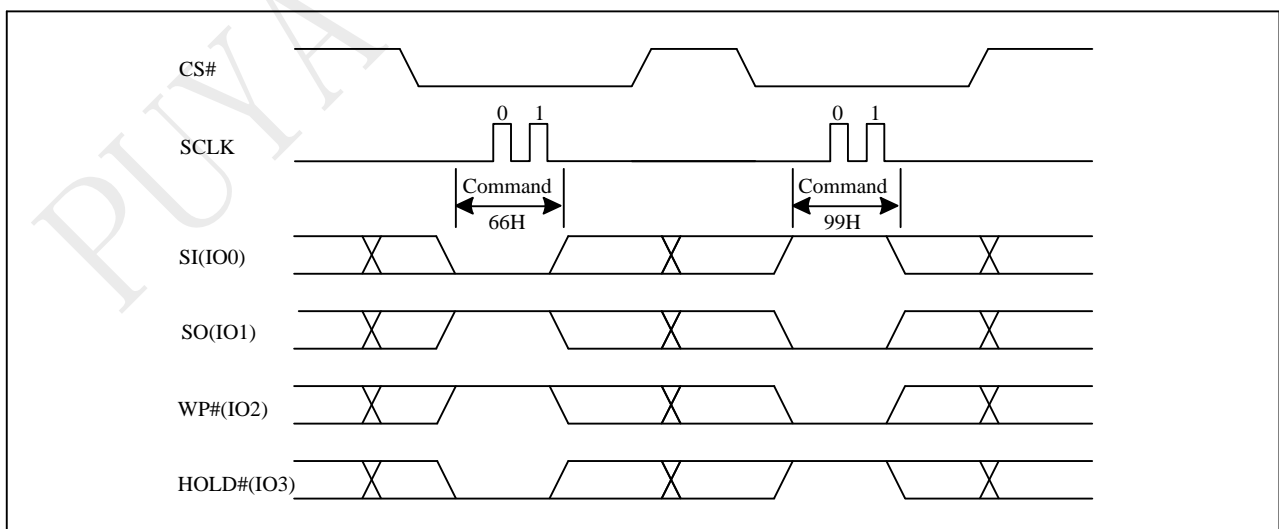 PUYA
CS#
0 1 0 1
SCLK
Command Command
66H 99H
SI(IO0)
SO(IO1)
WP#(IO2)
HOLD#(IO3)